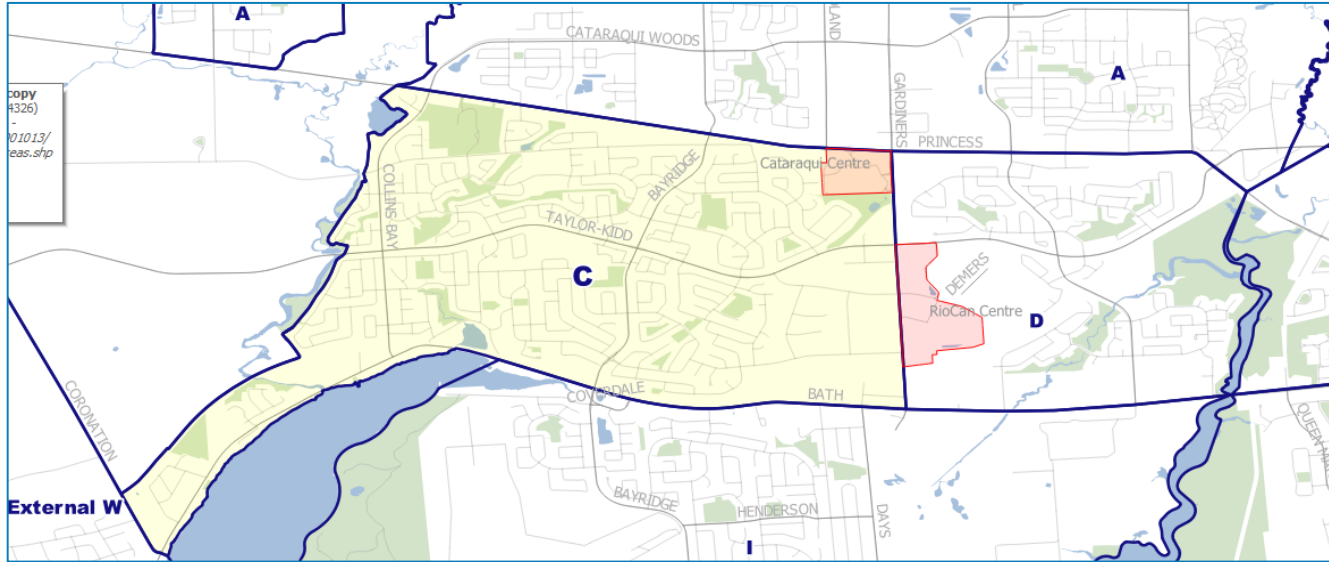 A
CATARAQUI WOODS
GARDINERS
A
copy
4326)
-
001013/
eas.shp
PRINCESS
Cataraqui Centre
COLLINS BAY
BAYRIDGE
TAYLOR-KIDD
C
DEMERS
RioCan Centre
D
CORONATION
COVERDALE
BATH
External W
BAYRIDGE
HENDERSON
DAYS
I